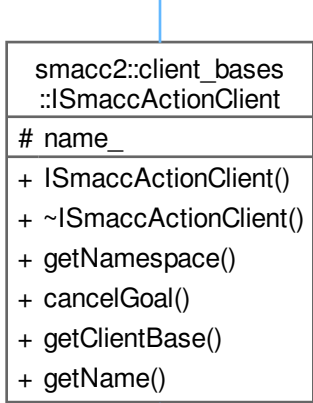 smacc2::client_bases
::ISmaccActionClient
# name_
+ ISmaccActionClient()
+ ~ISmaccActionClient()
+ getNamespace()
+ cancelGoal()
+ getClientBase()
+ getName()